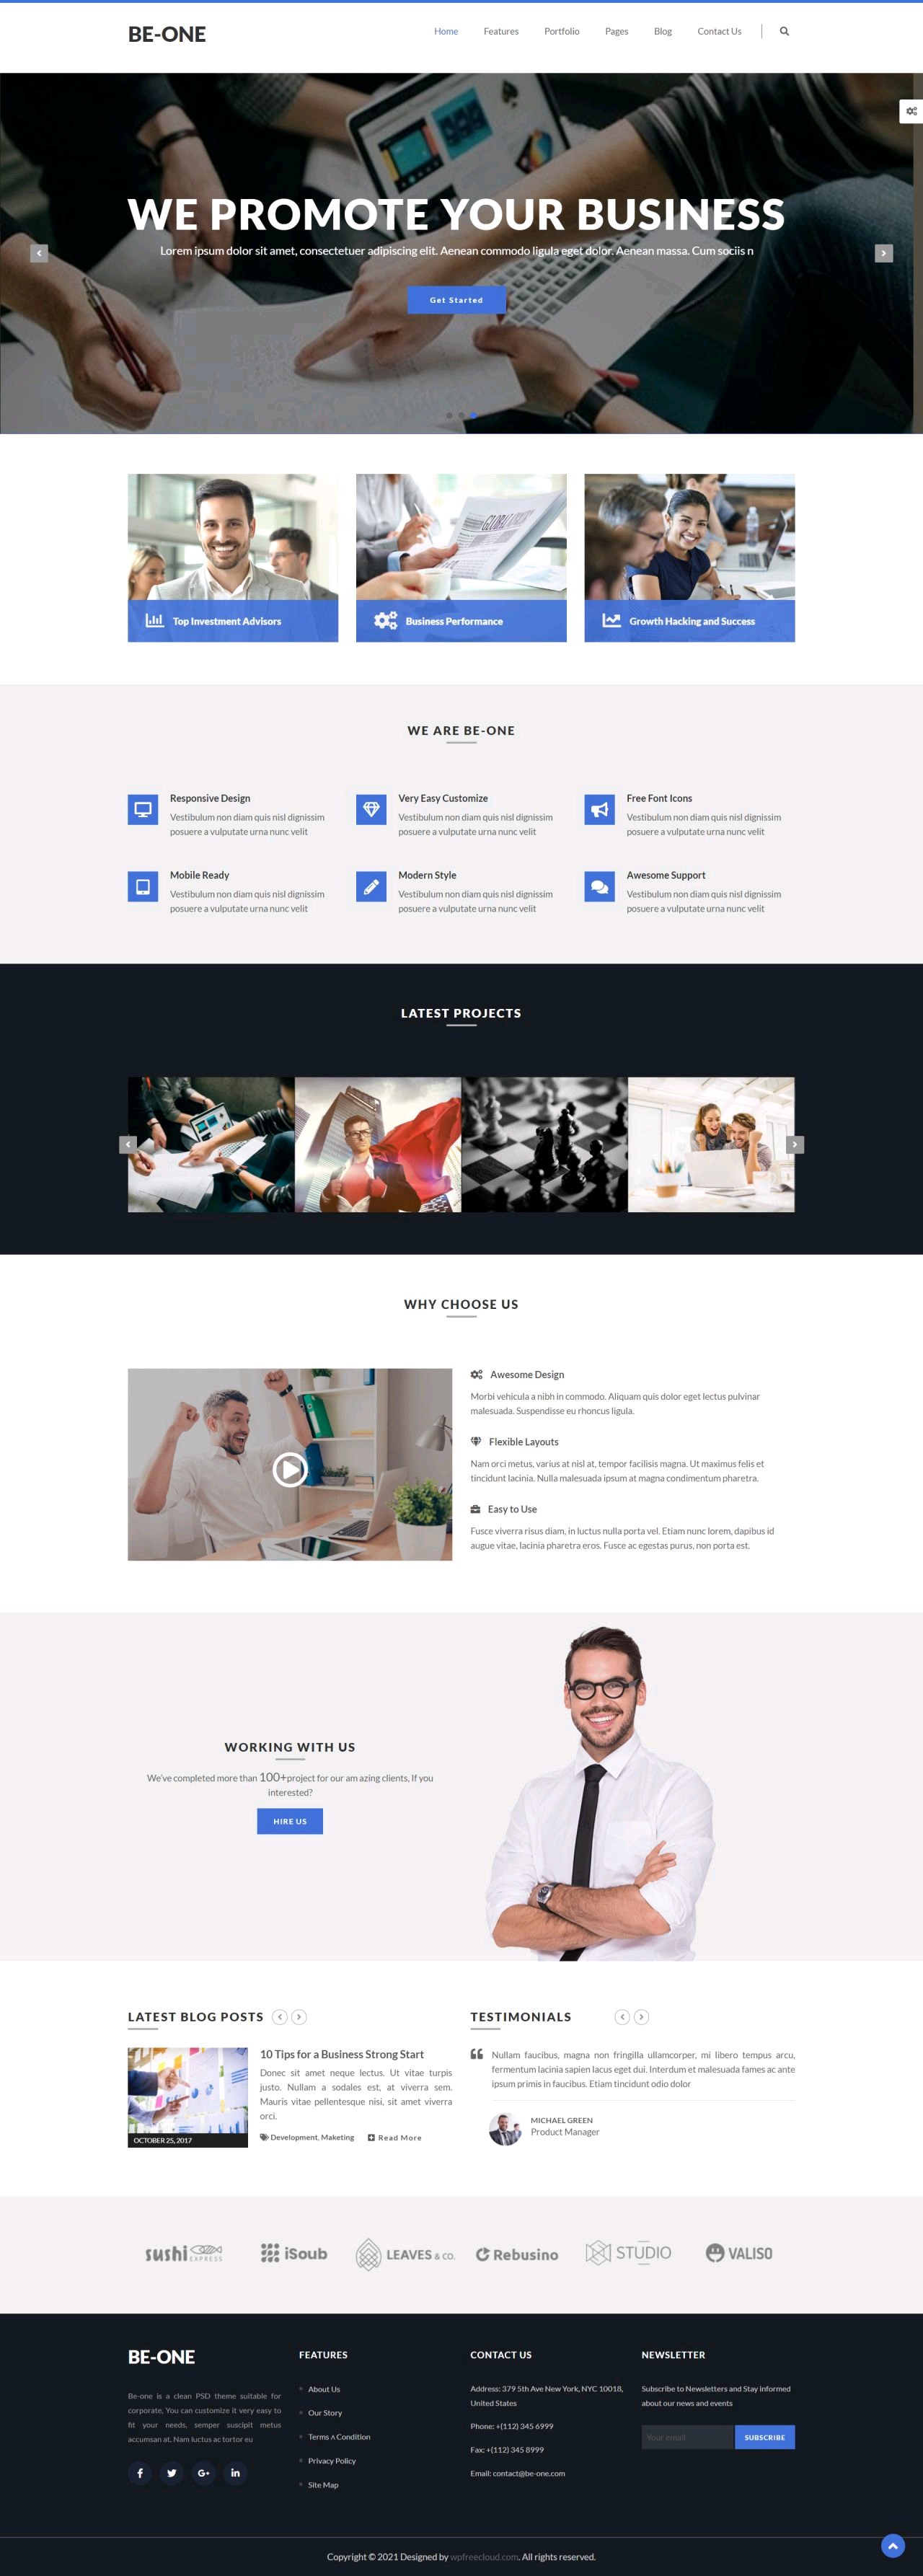 BE-ONE
Home Features Portfolio Pages Blog Contact Us
WE PROMOTE YOUR BUSINESS
Lorem ipsum dolor sit amet, consectetuer adipiscing elit. Aenean commodo ligula eget dolor. Aenean massa. Cum sociis n
Get Started
GLOBAL
Top Investment Advisors
Business Performance
Growth Hacking and Success
WE ARE BE-ONE
Responsive Design
Vestibulum non diam quis nisl dignissim
posuere a vulputate urna nunc velit
Very Easy Customize
Vestibulum non diam quis nisl dignissim
posuere a vulputate urna nunc velit
Free Font Icons
Vestibulum non diam quis nisl dignissim
posuere a vulputate urna nunc velit
Mobile Ready
Vestibulum non diam quis nisl dignissim
posuere a vulputate urna nunc velit
Modern Style
Vestibulum non diam quis nisl dignissim
posuere a vulputate urna nunc velit
Awesome Support
Vestibulum non diam quis nisl dignissim
posuere a vulputate urna nunc velit
LATEST PROJECTS
WHY CHOOSE US
Awesome Design
Morbi vehicula a nibh in commodo. Aliquam quis dolor eget lectus pulvinar
malesuada. Suspendisse eu rhoncus ligula.
Flexible Layouts
Nam orci metus, varius at nisl at, tempor facilisis magna. Ut maximus felis et
tincidunt lacinia. Nulla malesuada ipsum at magna condimentum pharetra.
Easy to Use
Fusce viverra risus diam, in luctus nulla porta vel. Etiam nunc lorem, dapibus id
augue vitae, lacinia pharetra eros. Fusce ac egestas purus, non porta est.
WORKING WITH US
We've completed more than 100+project for our am azing clients, If you
interested?
HIRE US
LATEST BLOG POSTS
10 Tips for a Business Strong Start
Donec sit amet neque lectus. Ut vitae turpis
justo. Nullam a sodales est, at viverra sem.
Mauris vitae pellentesque nisi, sit amet viverra
orci.
OCTOBER 25, 2017
Development, Maketing Read More
TESTIMONIALS
Nullam faucibus, magna non fringilla ullamcorper, mi libero tempus arcu,
fermentum lacinia sapien lacus eget dui. Interdum et malesuada fames ac ante
ipsum primis in faucibus. Etiam tincidunt odio dolor
MICHAEL GREEN
Product Manager
sushi EXPRESS
iSoub
LEAVES & CO.
Rebusino
STUDIO
VALISO
BE-ONE
Be-one is a clean PSD theme suitable for
corporate, You can customize it very easy to
fit your needs, semper suscipit metus
accumsan at. Nam luctus ac tortor eu
FEATURES
About Us
Our Story
Terms ∧ Condition
Privacy Policy
Site Map
CONTACT US
Address: 379 5th Ave New York, NYC 10018,
United States
Phone: +(112) 345 6999
Fax: +(112) 345 8999
Email: contact@be-one.com
NEWSLETTER
Subscribe to Newsletters and Stay informed
about our news and events
Your email
SUBSCRIBE
Copyright © 2021 Designed by wpfreecloud.com. All rights reserved.